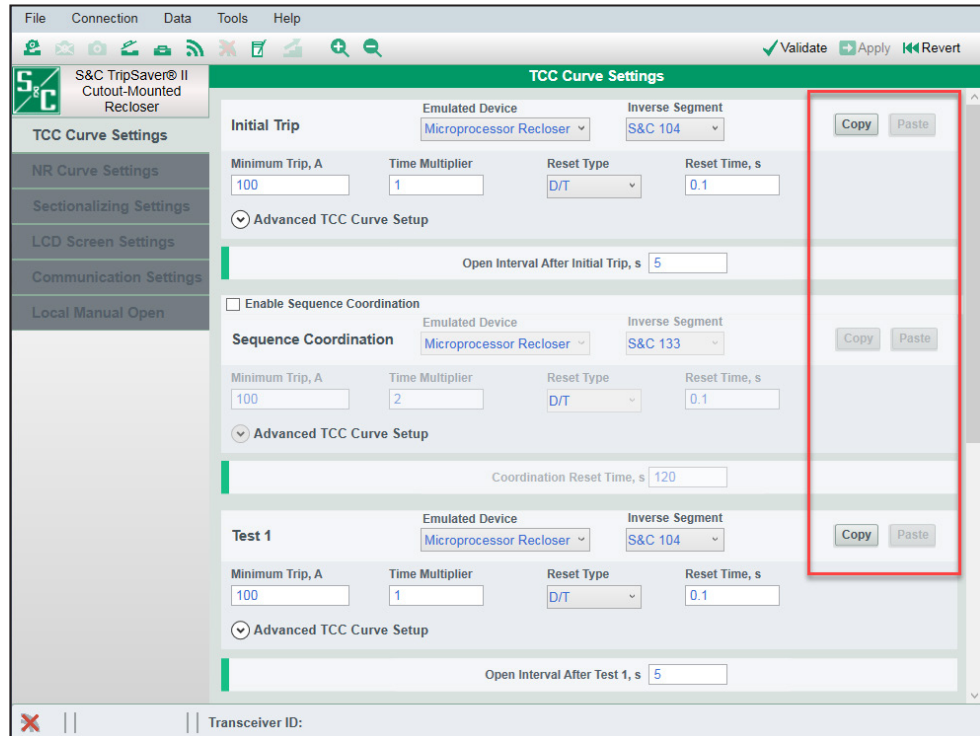 File Connection Data Tools Help
Validate Apply Revert
S&C
S&C TripSaver® II
Cutout-Mounted
Recloser
TCC Curve Settings
NR Curve Settings
Sectionalizing Settings
LCD Screen Settings
Communication Settings
Local Manual Open
TCC Curve Settings
Emulated Device Inverse Segment
Initial Trip Microprocessor Recloser S&C 104 Copy Paste
Minimum Trip, A Time Multiplier Reset Type Reset Time, s
100 1 D/T 0.1
Advanced TCC Curve Setup
Open Interval After Initial Trip, s 5
Enable Sequence Coordination
Emulated Device Inverse Segment
Sequence Coordination Microprocessor Recloser S&C 133 Copy Paste
Minimum Trip, A Time Multiplier Reset Type Reset Time, s
100 2 D/T 0.1
Advanced TCC Curve Setup
Coordination Reset Time, s 120
Emulated Device Inverse Segment
Test 1 Microprocessor Recloser S&C 104 Copy Paste
Minimum Trip, A Time Multiplier Reset Type Reset Time, s
100 1 D/T 0.1
Advanced TCC Curve Setup
Open Interval After Test 1, s 5
Transceiver ID: